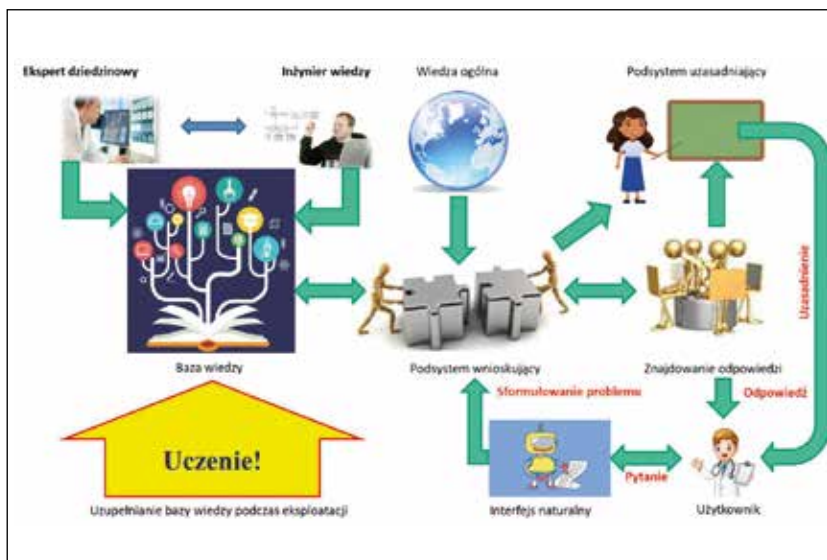 Ekspert dziedzinowy
Inżynier wiedzy
Wiedza ogólna
Podsystem uzasadniający
Uzasadnienie
Baza wiedzy
Podsystem wnioskujący
Znajdowanie odpowiedzi
Sformułowanie problemu
Odpowiedź
Uczenie!
Pytanie
Uzupełnianie bazy wiedzy podczas eksploatacji
Interfejs naturalny
Użytkownik